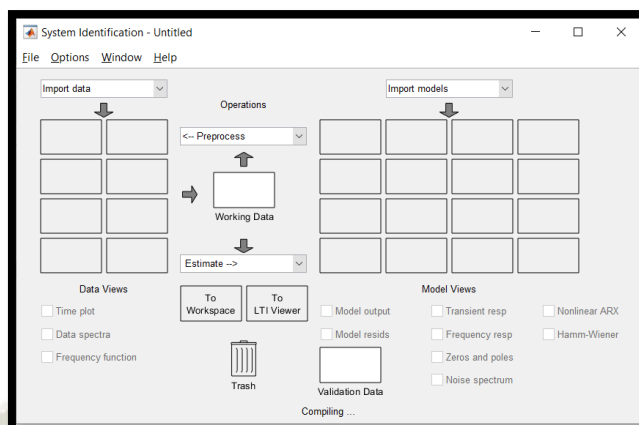 System Identification - Untitled
File Options Window Help
Import data
Import models
Operations
<-- Preprocess
Working Data
Estimate -->
Data Views
Model Views
To Workspace
To LTI Viewer
Time plot
Data spectra
Frequency function
Model output
Model resids
Transient resp
Frequency resp
Zeros and poles
Noise spectrum
Nonlinear ARX
Hamm-Wiener
Trash
Validation Data
Compiling ...